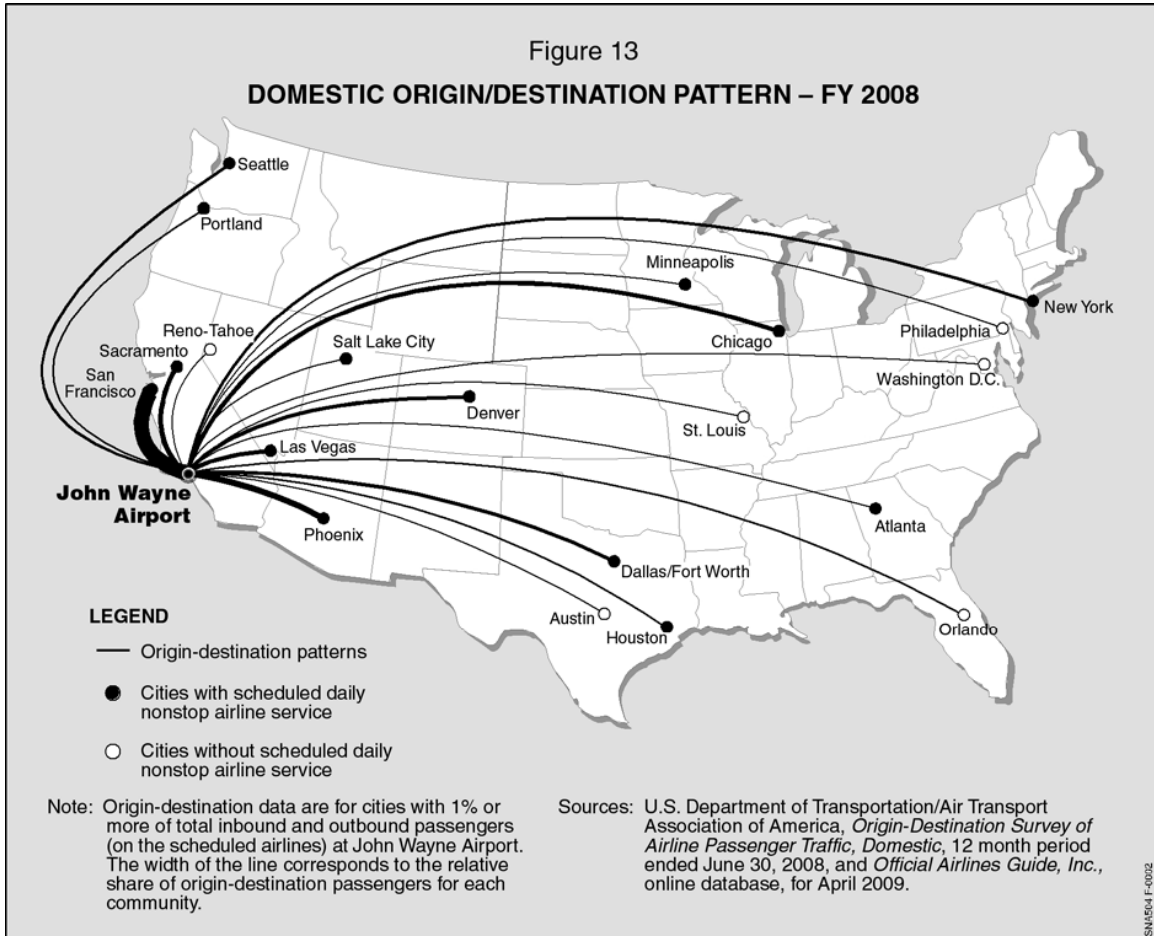 Figure 13
DOMESTIC ORIGIN/DESTINATION PATTERN – FY 2008
Seattle
Portland
Minneapolis
New York
Reno-Tahoe
Salt Lake City
Chicago
Philadelphia
Sacramento
San
Francisco
Washington D.C.
Denver
St. Louis
Las Vegas
John Wayne
Airport
Phoenix
Atlanta
Dallas/Fort Worth
Austin
Houston
Orlando
LEGEND
Origin-destination patterns
Cities with scheduled daily
nonstop airline service
Cities without scheduled daily
nonstop airline service
Note: Origin-destination data are for cities with 1% or
more of total inbound and outbound passengers
(on the scheduled airlines) at John Wayne Airport.
The width of the line corresponds to the relative
share of origin-destination passengers for each
community.
Sources: U.S. Department of Transportation/Air Transport
Association of America, Origin-Destination Survey of
Airline Passenger Traffic, Domestic, 12 month period
ended June 30, 2008, and Official Airlines Guide, Inc.,
online database, for April 2009.
SNA504 F-0002